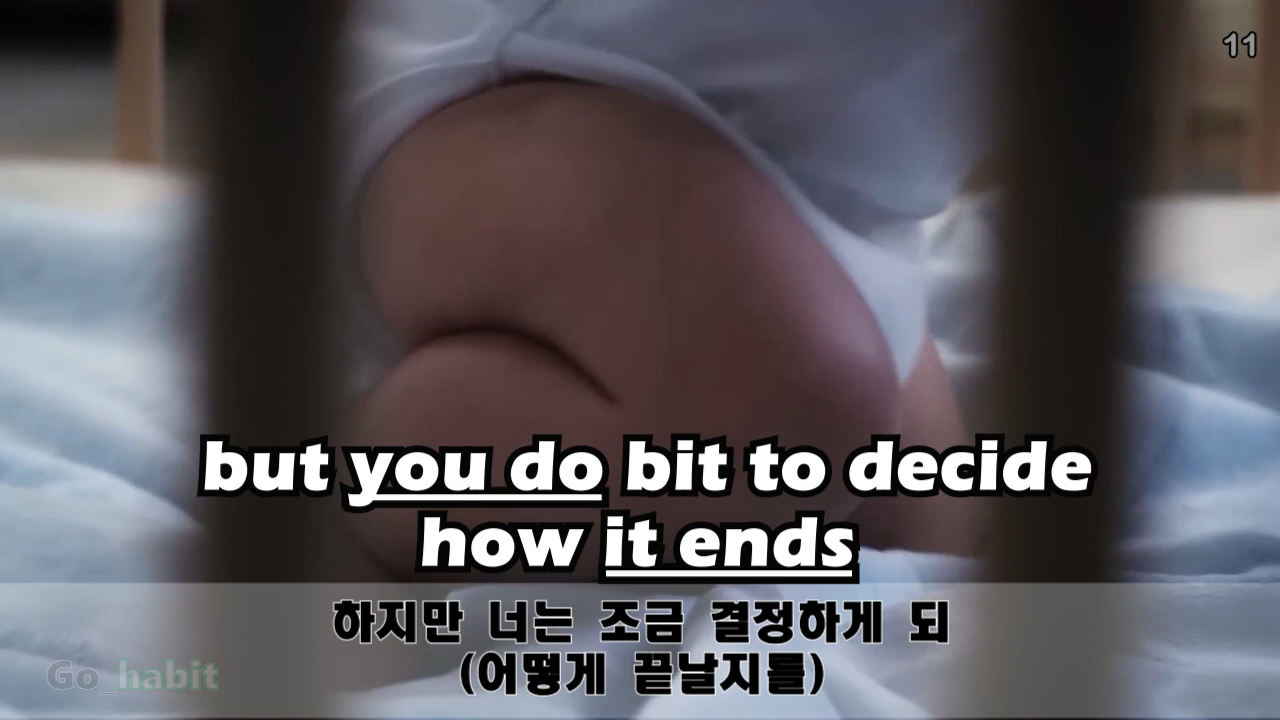 11
but you do bit to decide
how it ends
하지만 너는 조금 결정하게 되
(어떻게 끝날지를)
Go_habit